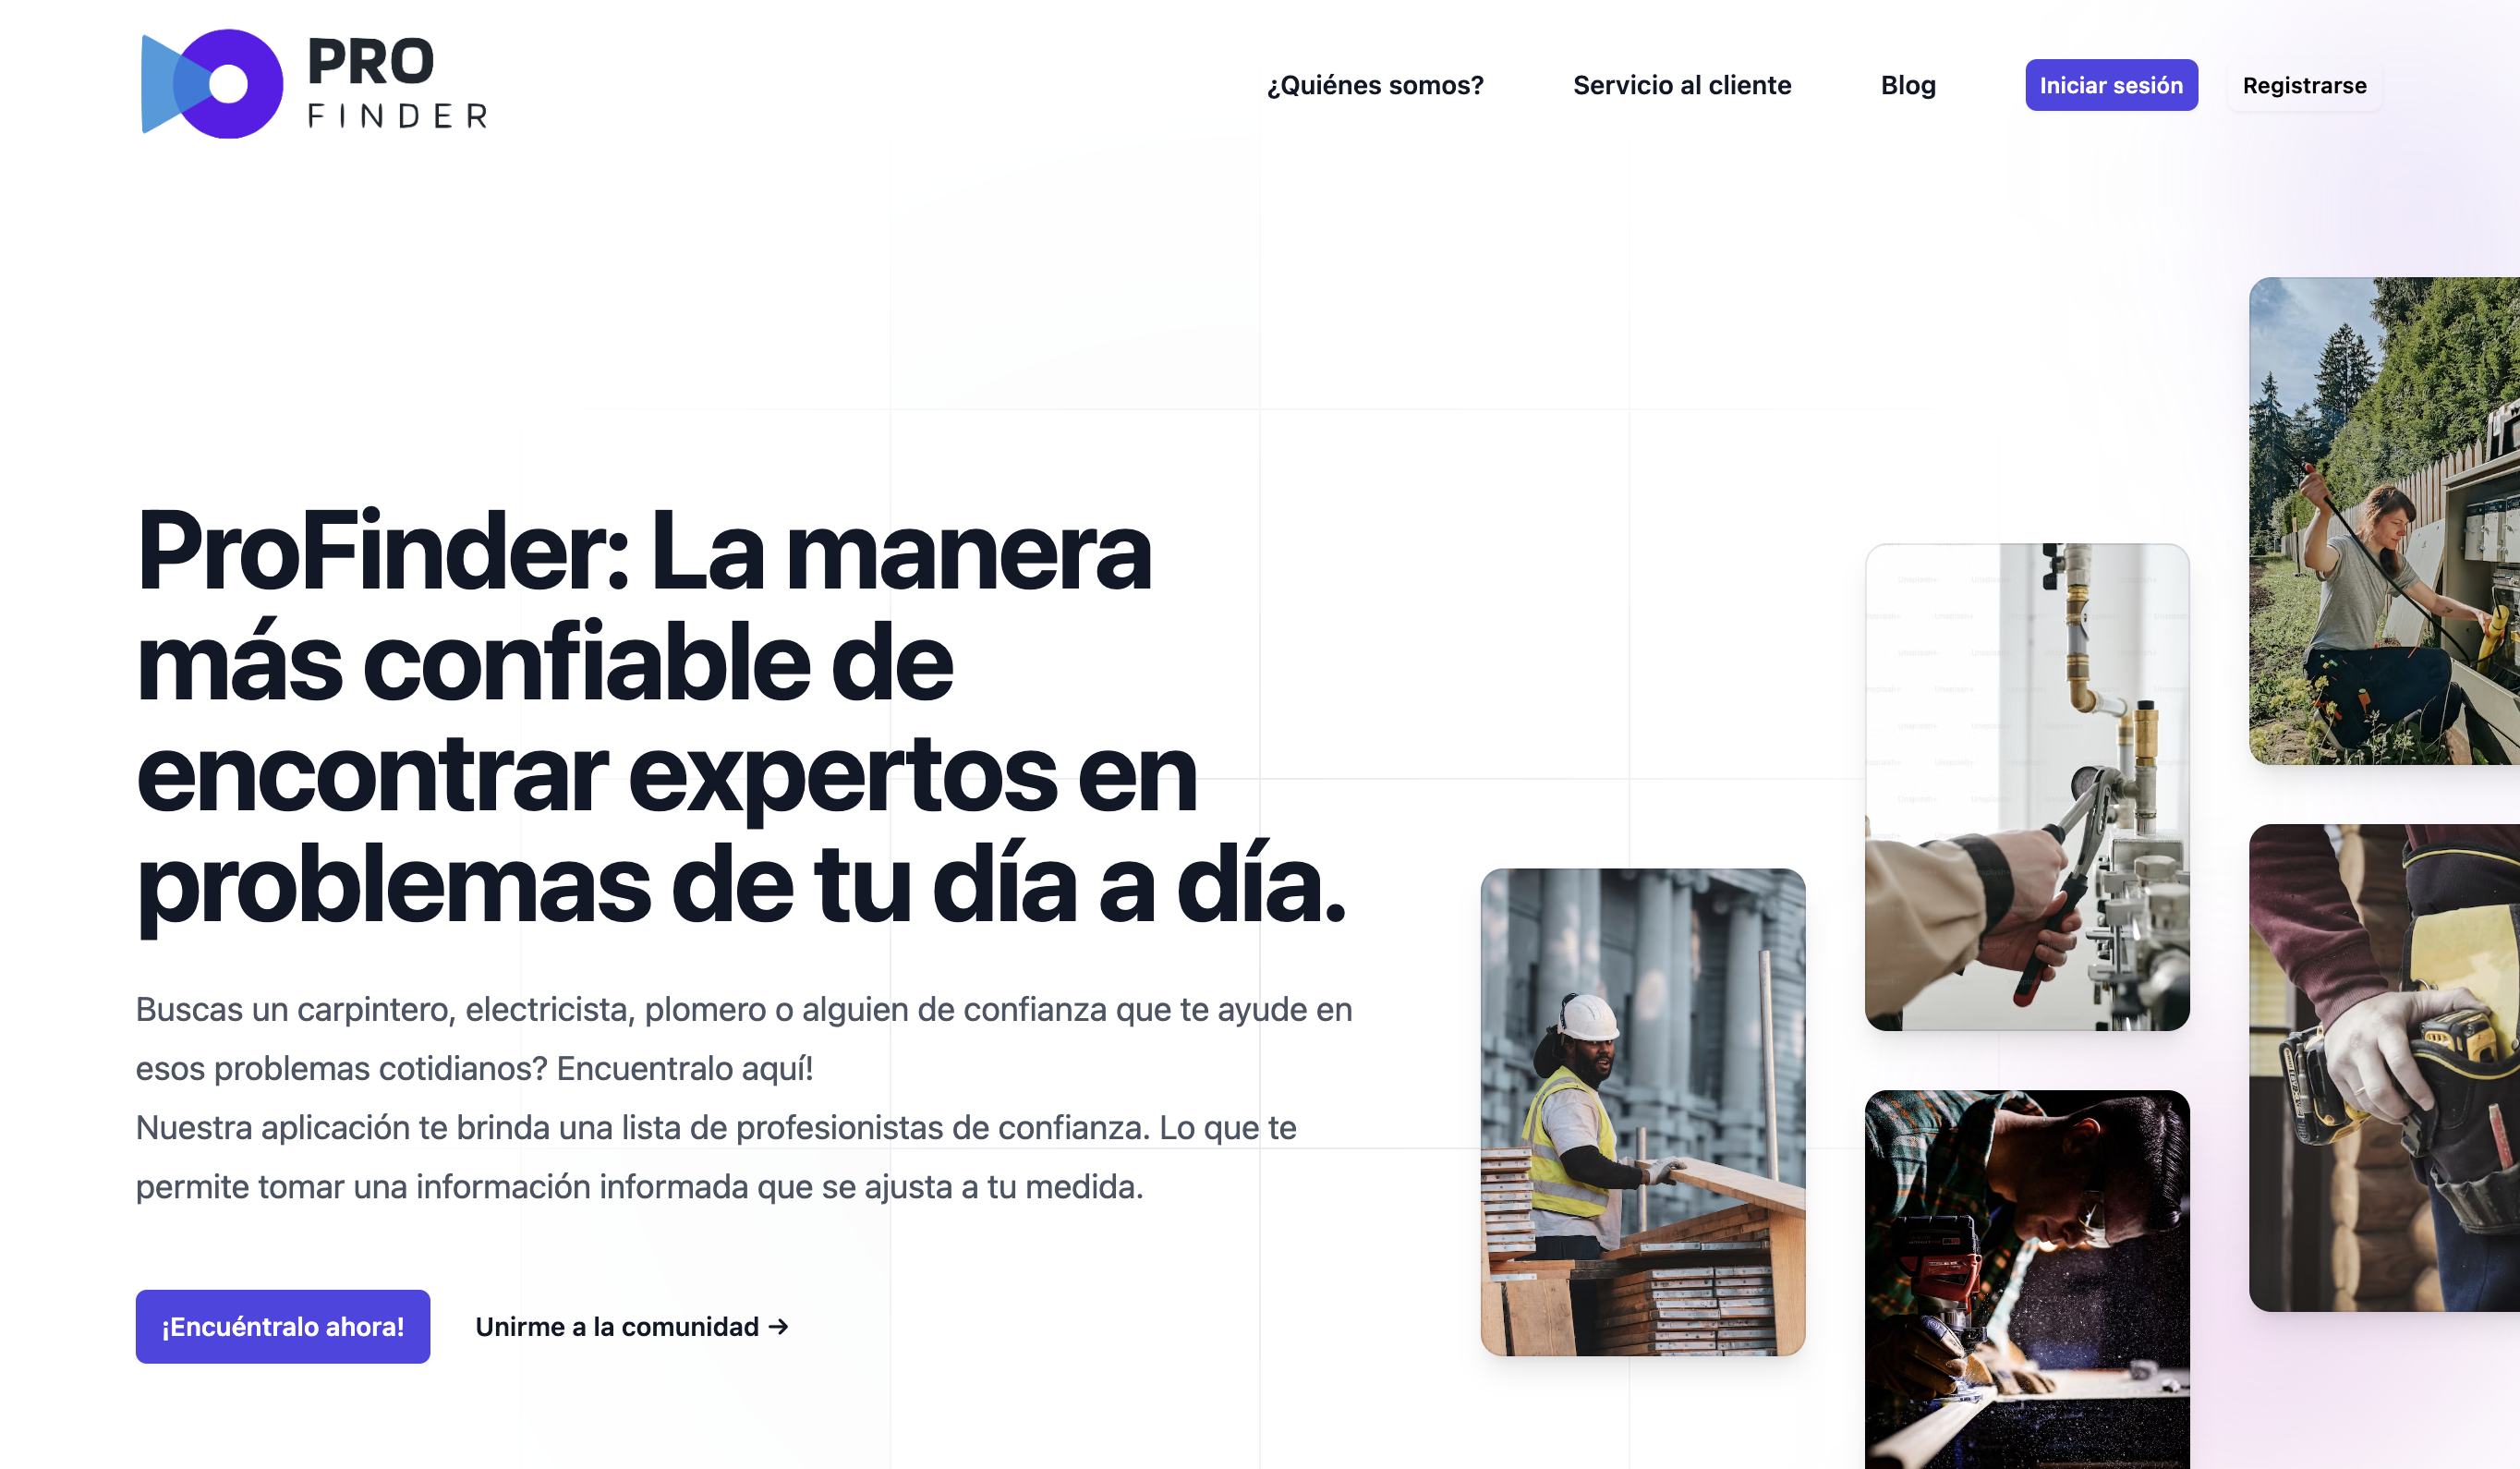 PRO
FINDER
¿Quiénes somos?
Servicio al cliente
Blog
Iniciar sesión
Registrarse
ProFinder: La manera
más confiable de
encontrar expertos en
problemas de tu día a día.
Buscas un carpintero, electricista, plomero o alguien de confianza que te ayude en
esos problemas cotidianos? Encuentralo aquí!
Nuestra aplicación te brinda una lista de profesionistas de confianza. Lo que te
permite tomar una información informada que se ajusta a tu medida.
¡Encuéntralo ahora!
Unirme a la comunidad →